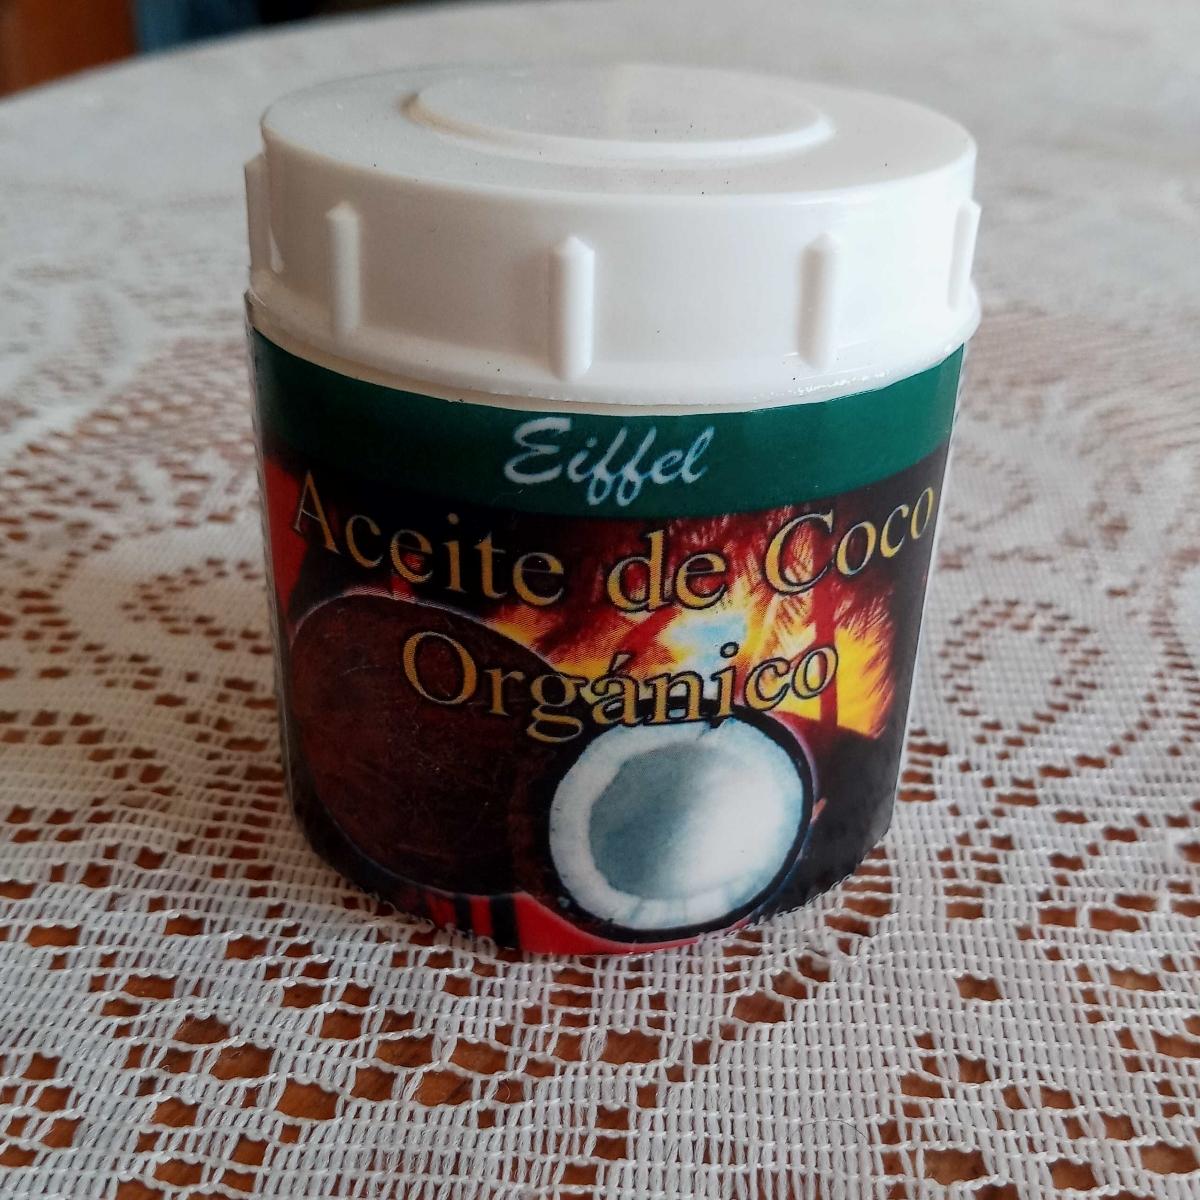 Eiffel
Aceite de Coco
Orgánico